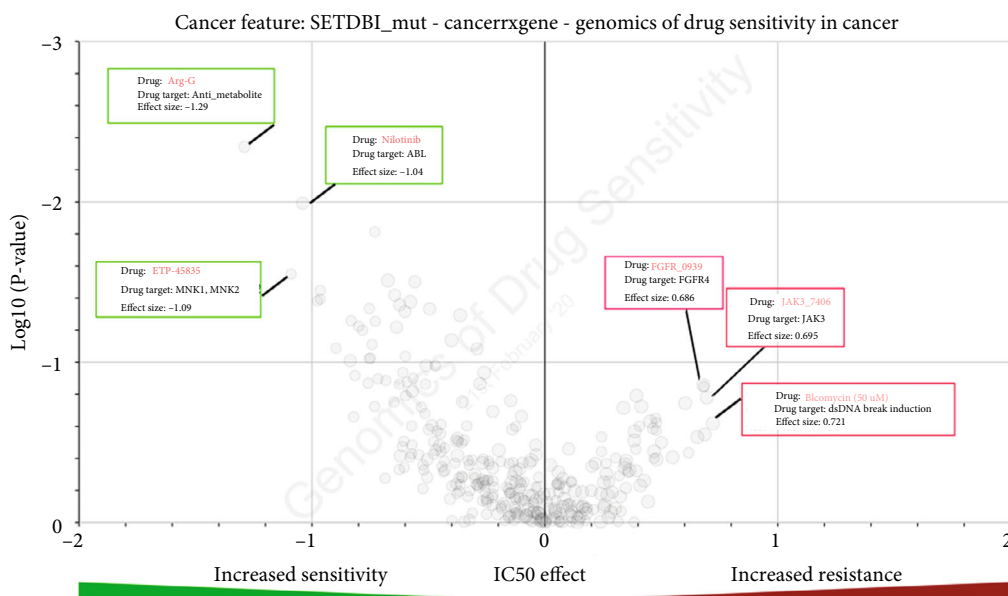 Cancer feature: SETDBI_mut - cancerrxgene - genomics of drug sensitivity in cancer
–3
Drug: Arg-G
Drug target: Anti_metabolite
Effect size: –1.29
Drug: Nilotinib
Drug target: ABL
Effect size: –1.04
–2
Drug: ETP-45835
Drug target: MNK1, MNK2
Effect size: –1.09
Drug: FGFR_0939
Drug target: FGFR4
Effect size: 0.686
Drug: JAK3_7406
Drug target: JAK3
Effect size: 0.695
–1
Drug: Blcomycin (50 uM)
Drug target: dsDNA break induction
Effect size: 0.721
Log10 (P-value)
Genomics of Drug Sensitivity
February '20
0
–2
–1
0
1
2
Increased sensitivity
IC50 effect
Increased resistance